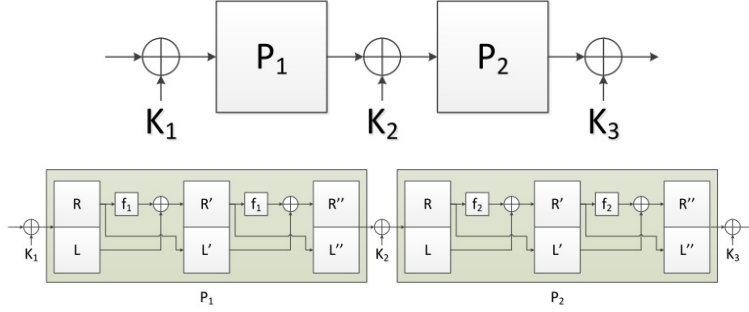 P₁ P₂
K₁ K₂ K₃
R f₁ R′ f₁ R′′ R f₂ R′ f₂ R′′
L L′ L′′ L L′ L′′
K₁ K₂ K₃
P₁ P₂